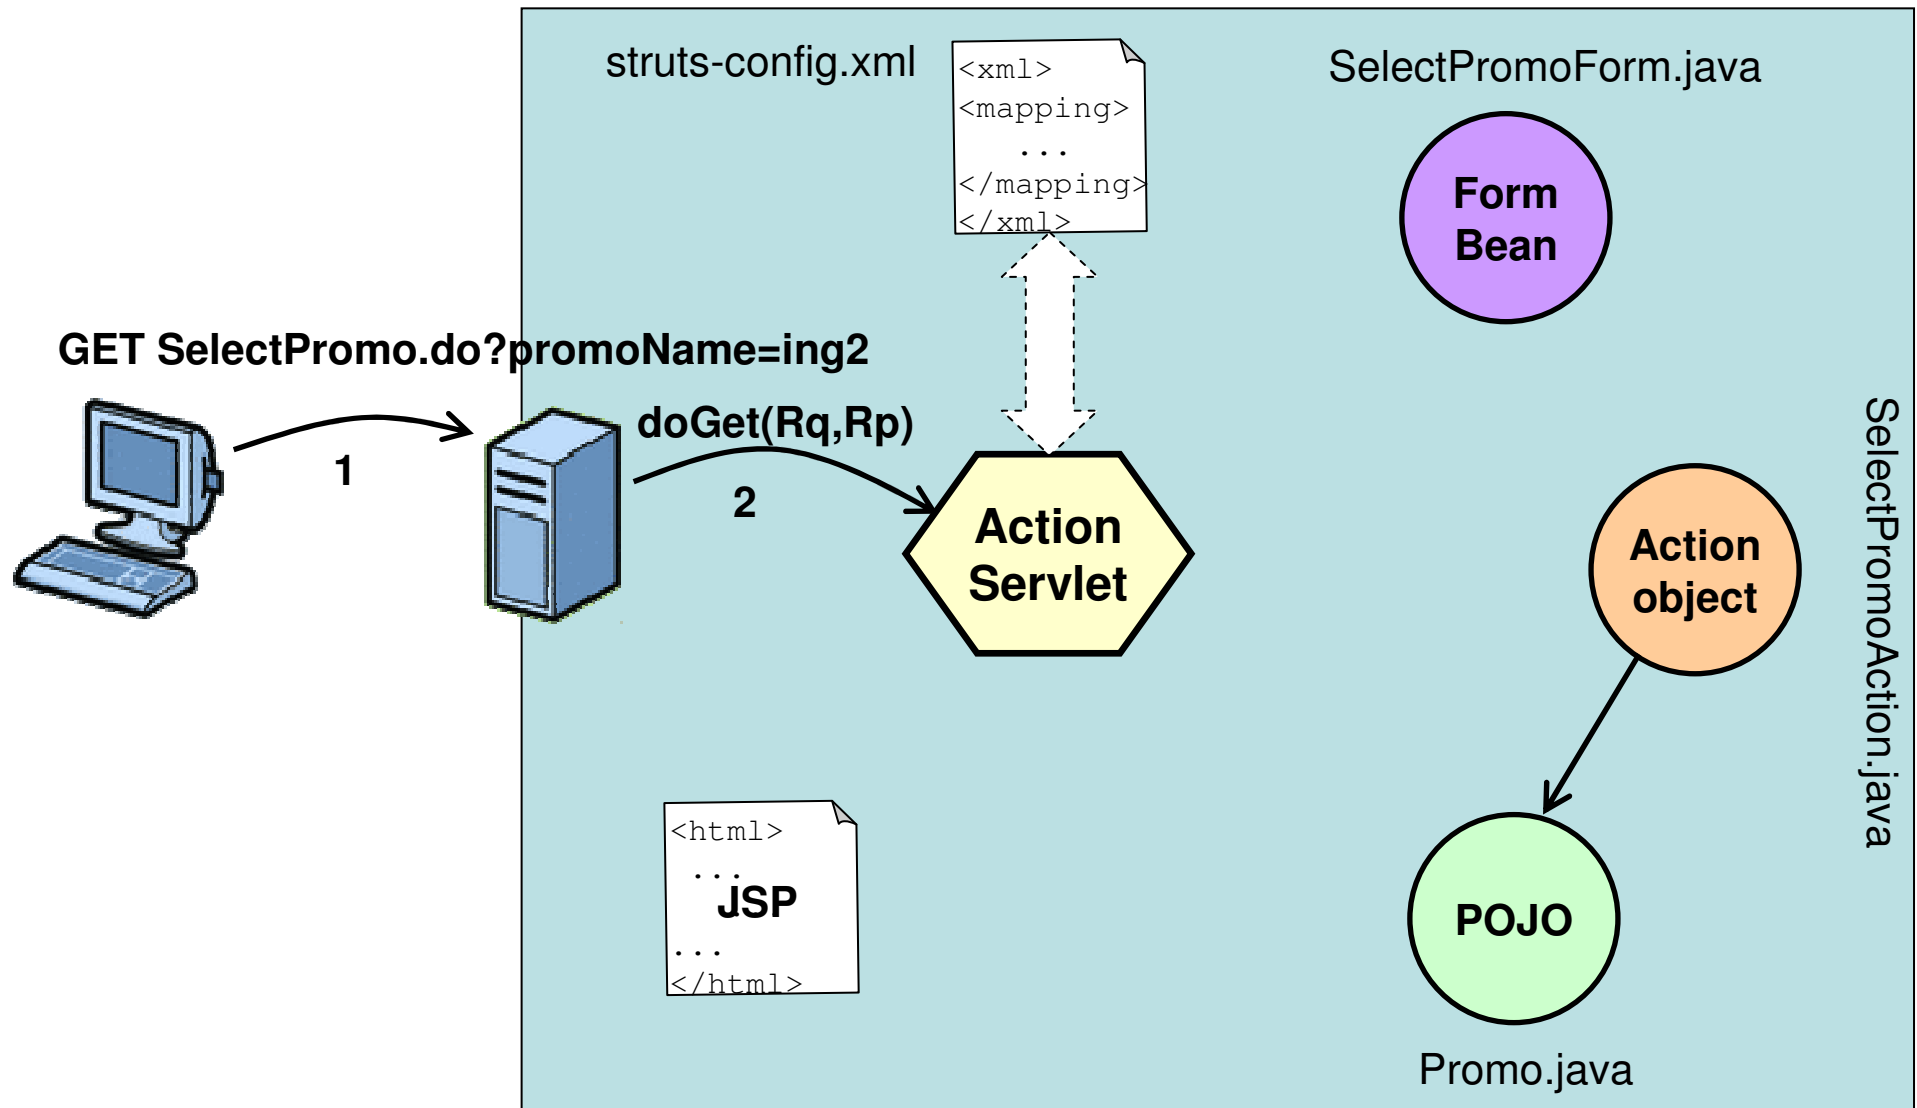 struts-config.xml
<xml>
<mapping>
...
</mapping>
</xml>
SelectPromoForm.java
Form
Bean
GET SelectPromo.do?promoName=ing2
1
doGet(Rq,Rp)
2
Action
Servlet
Action
object
SelectPromoAction.java
<html>
...
JSP
...
</html>
POJO
Promo.java